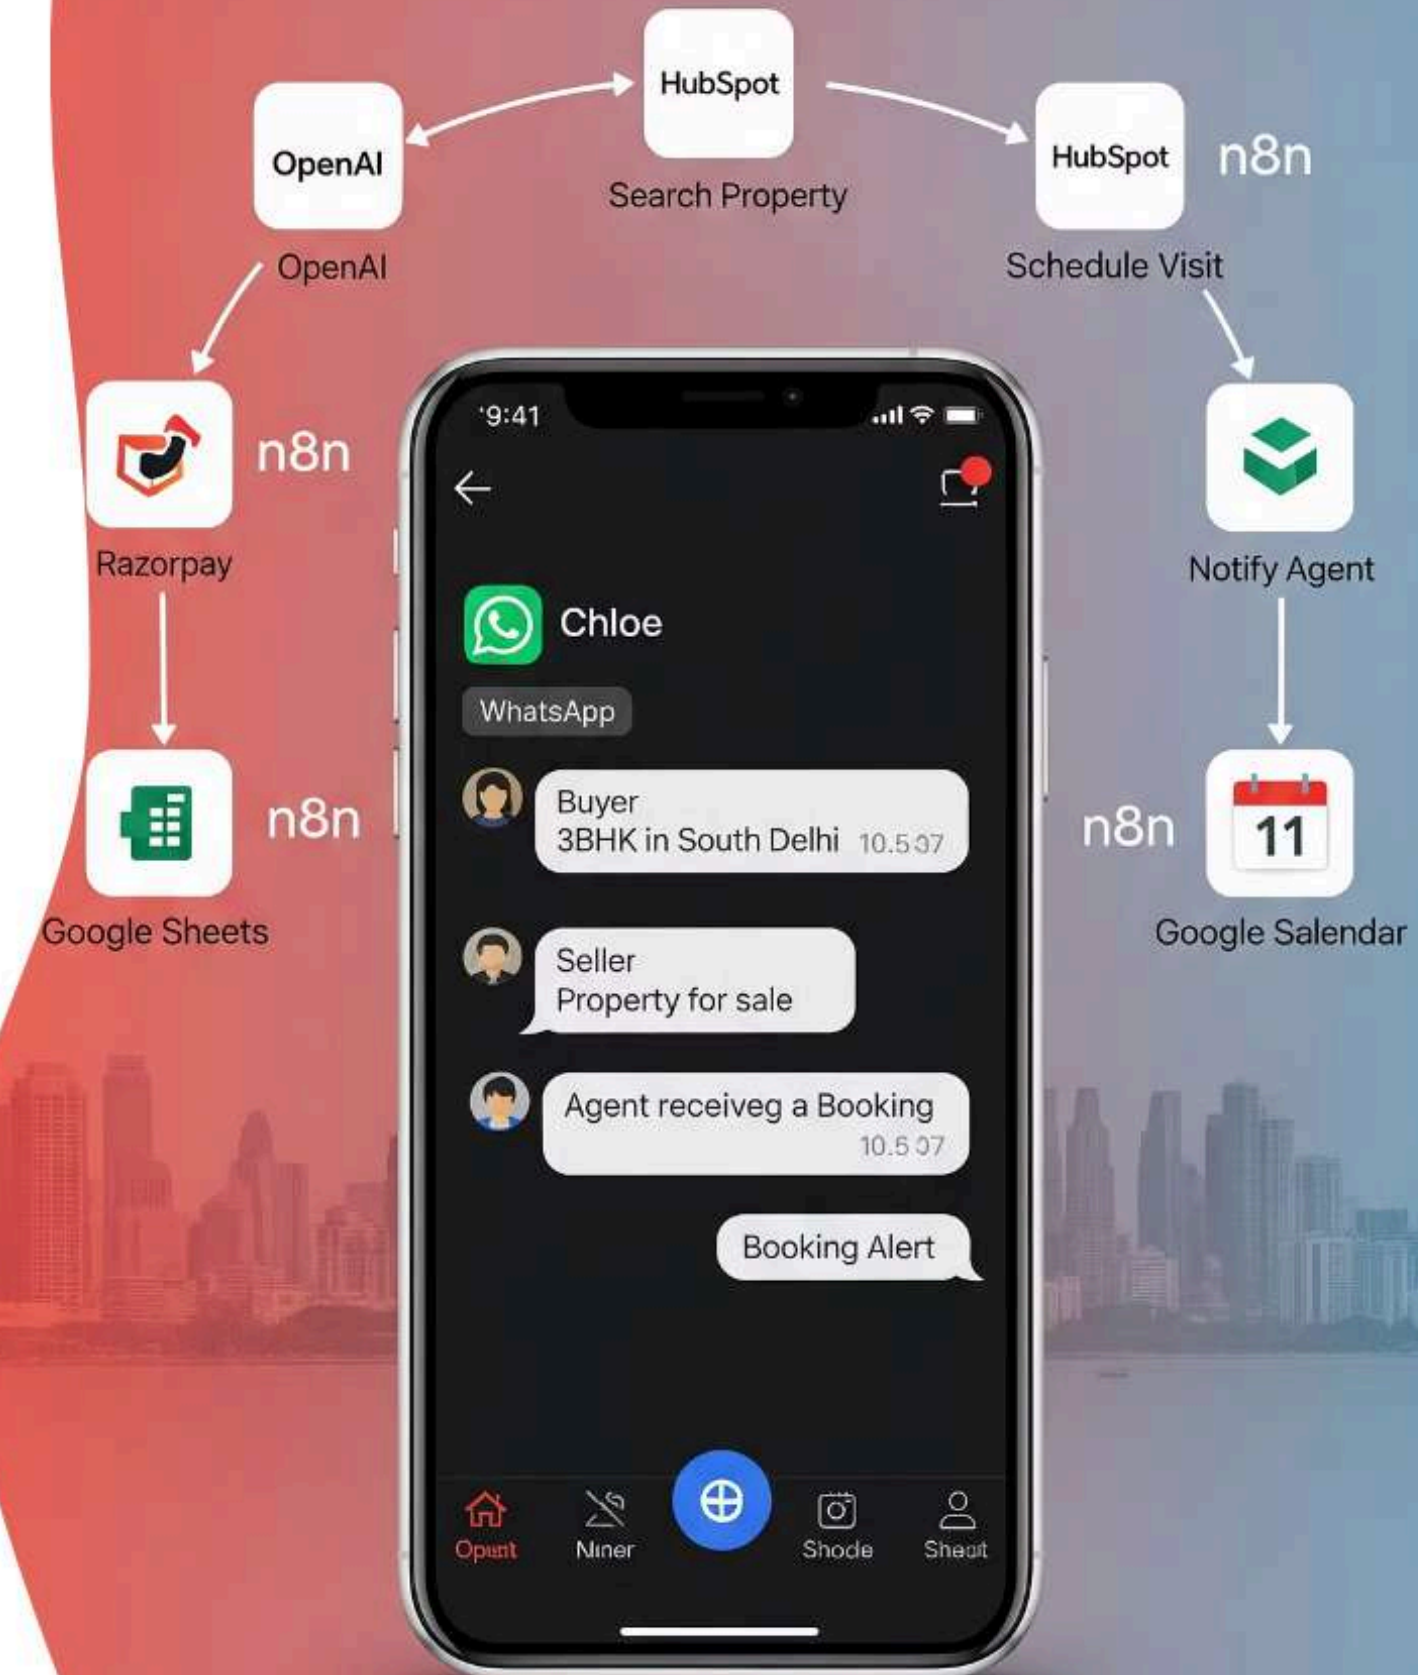 HubSpot
Search Property
OpenAI
OpenAI
HubSpot
n8n
Schedule Visit
n8n
Razorpay
Notify Agent
n8n
Google Sheets
n8n
11
Google Salendar
9:41
Chloe
WhatsApp
Buyer
3BHK in South Delhi
Seller
Property for sale
Agent receiveg a Booking
Booking Alert
Niner
Shode